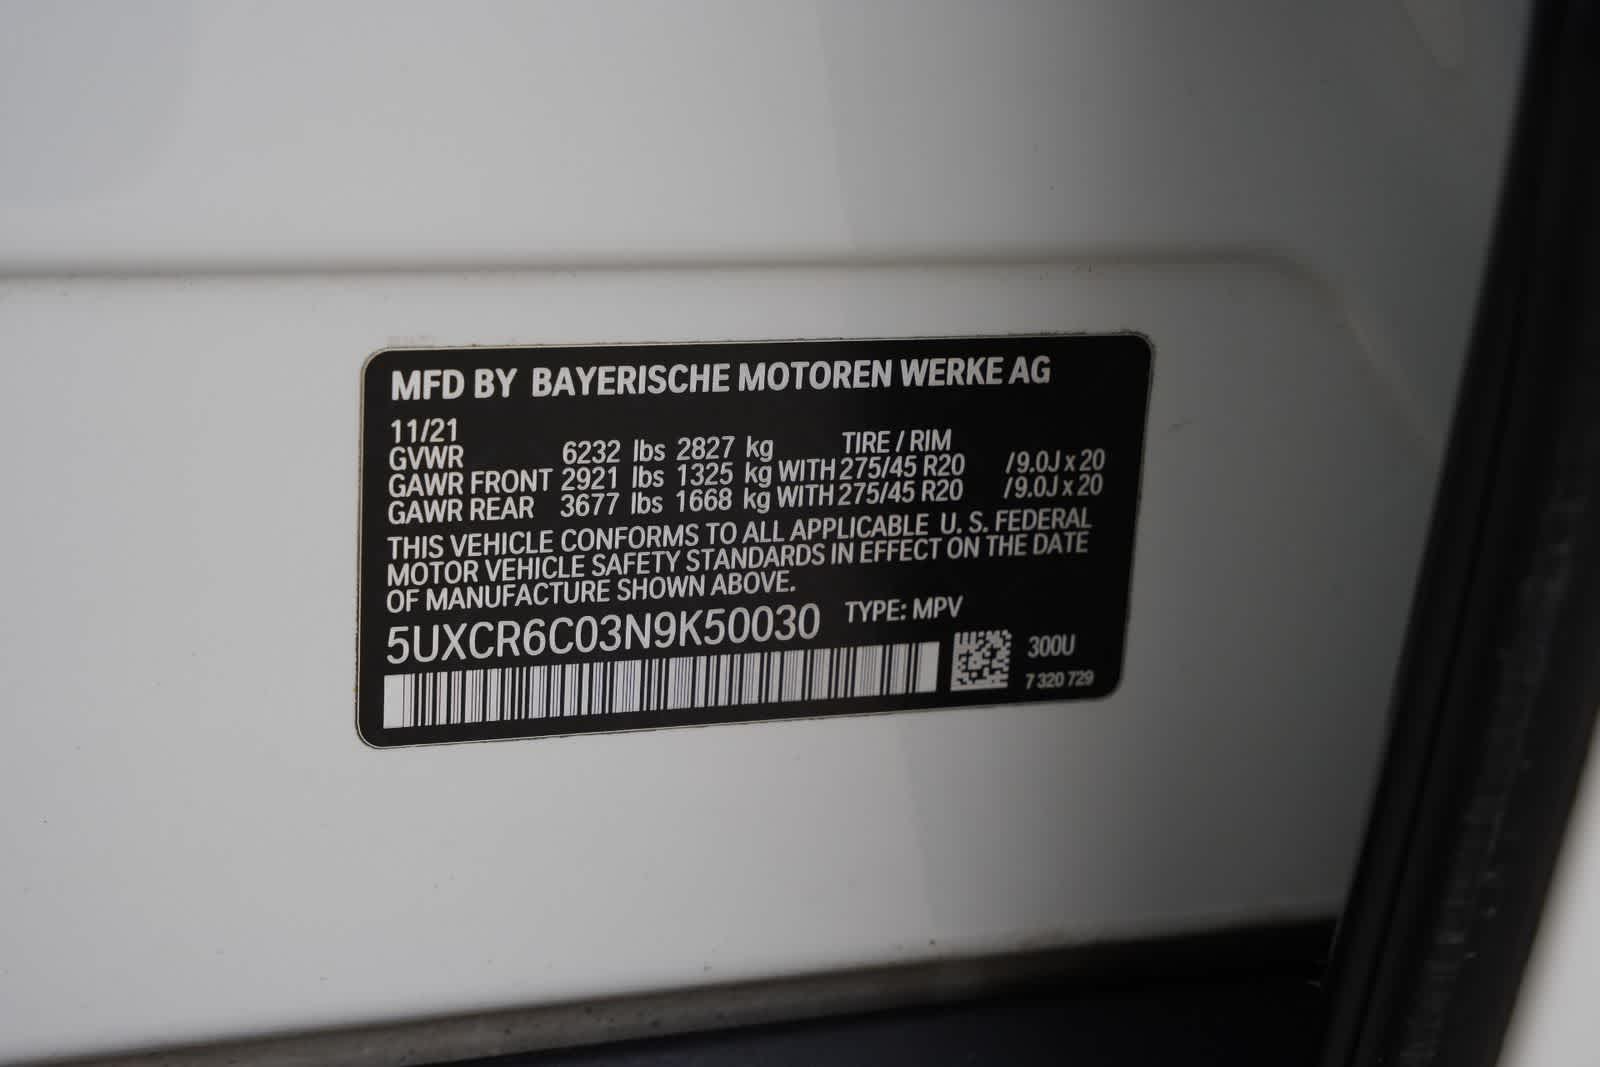 MFD BY BAYERISCHE MOTOREN WERKE AG
11/21
GVWR 6232 lbs 2827 kg TIRE / RIM
GAWR FRONT 2921 lbs 1325 kg WITH 275/45 R20 /9.0J x 20
GAWR REAR 3677 lbs 1668 kg WITH 275/45 R20 /9.0J x 20
THIS VEHICLE CONFORMS TO ALL APPLICABLE U. S. FEDERAL
MOTOR VEHICLE SAFETY STANDARDS IN EFFECT ON THE DATE
OF MANUFACTURE SHOWN ABOVE.
5UXCR6C03N9K50030 TYPE: MPV
300U
7 320 729